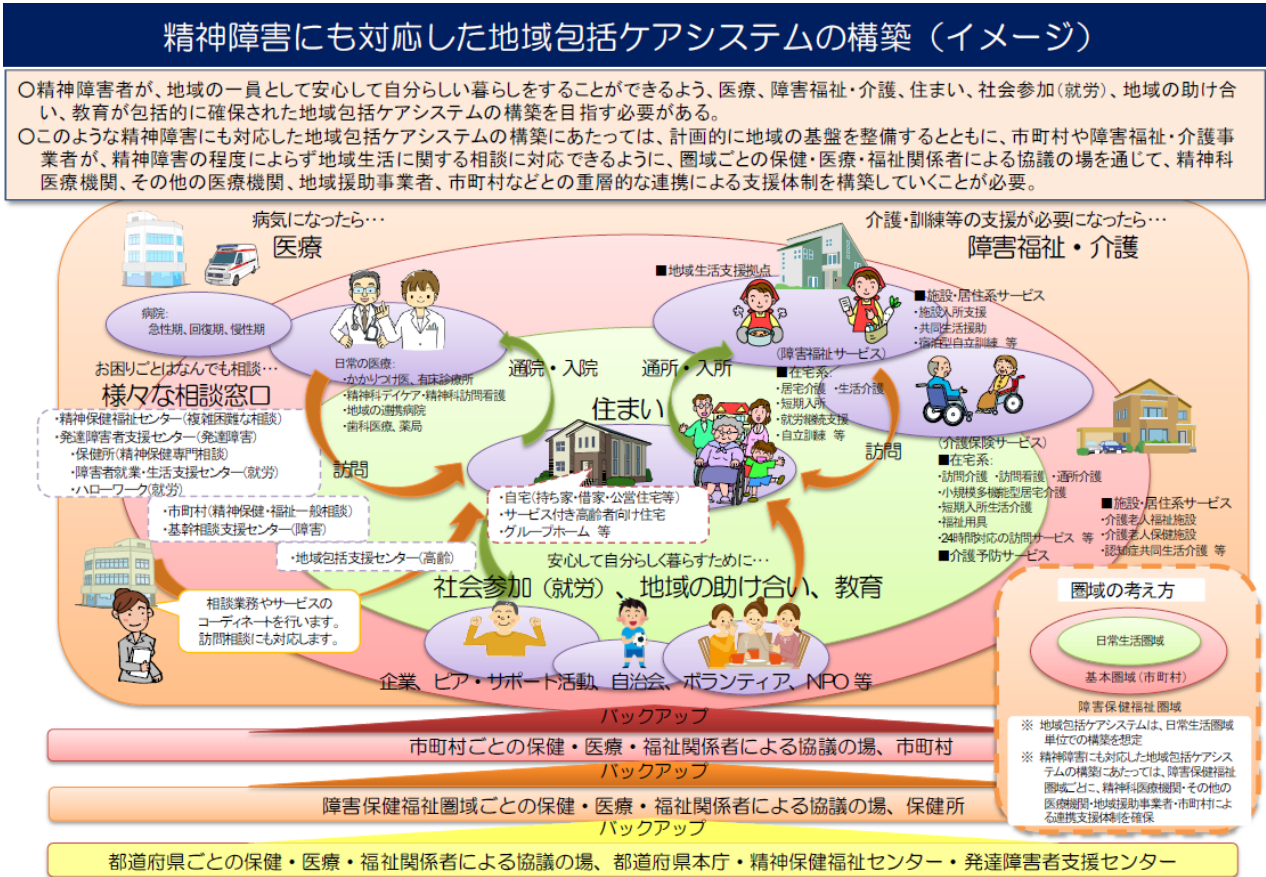 精神障害にも対応した地域包括ケアシステムの構築（イメージ）
○精神障害者が、地域の一員として安心して自分らしい暮らしをすることができるよう、医療、障害福祉・介護、住まい、社会参加（就労）、地域の助け合
い、教育が包括的に確保された地域包括ケアシステムの構築を目指す必要がある。
○このような精神障害にも対応した地域包括ケアシステムの構築にあたっては、計画的に地域の基盤を整備するとともに、市町村や障害福祉・介護事
業者が、精神障害の程度によらず地域生活に関する相談に対応できるように、圏域ごとの保健・医療・福祉関係者による協議の場を通じて、精神科
医療機関、その他の医療機関、地域援助事業者、市町村などとの重層的な連携による支援体制を構築していくことが必要。
病気になったら…
医療
病院：
急性期、回復期、慢性期
日常の医療：
・かかりつけ医、有床診療所
・精神科デイケア・精神科訪問看護
・地域の連携病院
・歯科医療、薬局
お困りごとはなんでも相談…
様々な相談窓口
・精神保健福祉センター（複雑困難な相談）
・発達障害者支援センター（発達障害）
・保健所（精神保健専門相談）
・障害者就業・生活支援センター（就労）
・ハローワーク（就労）
・市町村（精神保健・福祉一般相談）
・基幹相談支援センター（障害）
・地域包括支援センター（高齢）
相談業務やサービスの
コーディネートを行います。
訪問相談にも対応します。
訪問
通院・入院
通所・入所
住まい
・自宅（持ち家・借家・公営住宅等）
・サービス付き高齢者向け住宅
・グループホーム 等
訪問
介護・訓練等の支援が必要になったら…
障害福祉・介護
■地域生活支援拠点
■施設・居住系サービス
・施設入所支援
・共同生活援助
・宿泊型自立訓練 等
（障害福祉サービス）
■在宅系：
・居宅介護 ・生活介護
・短期入所
・就労継続支援
・自立訓練 等
（介護保険サービス）
■在宅系：
・訪問介護 ・訪問看護 ・通所介護
・小規模多機能型居宅介護
・短期入所生活介護
・福祉用具
・24時間対応の訪問サービス 等
■介護予防サービス
■施設・居住系サービス
・介護老人福祉施設
・介護老人保健施設
・認知症共同生活介護 等
安心して自分らしく暮らすために…
社会参加（就労）、地域の助け合い、教育
企業、ピア・サポート活動、自治会、ボランティア、NPO 等
圏域の考え方
日常生活圏域
基本圏域（市町村）
障害保健福祉圏域
※ 地域包括ケアシステムは、日常生活圏域
単位での構築を想定
※ 精神障害にも対応した地域包括ケアシス
テムの構築にあたっては、障害保健福祉
圏域ごとに、精神科医療機関・その他の
医療機関・地域援助事業者・市町村によ
る連携支援体制を確保
バックアップ
市町村ごとの保健・医療・福祉関係者による協議の場、市町村
バックアップ
障害保健福祉圏域ごとの保健・医療・福祉関係者による協議の場、保健所
バックアップ
都道府県ごとの保健・医療・福祉関係者による協議の場、都道府県本庁・精神保健福祉センター・発達障害者支援センター